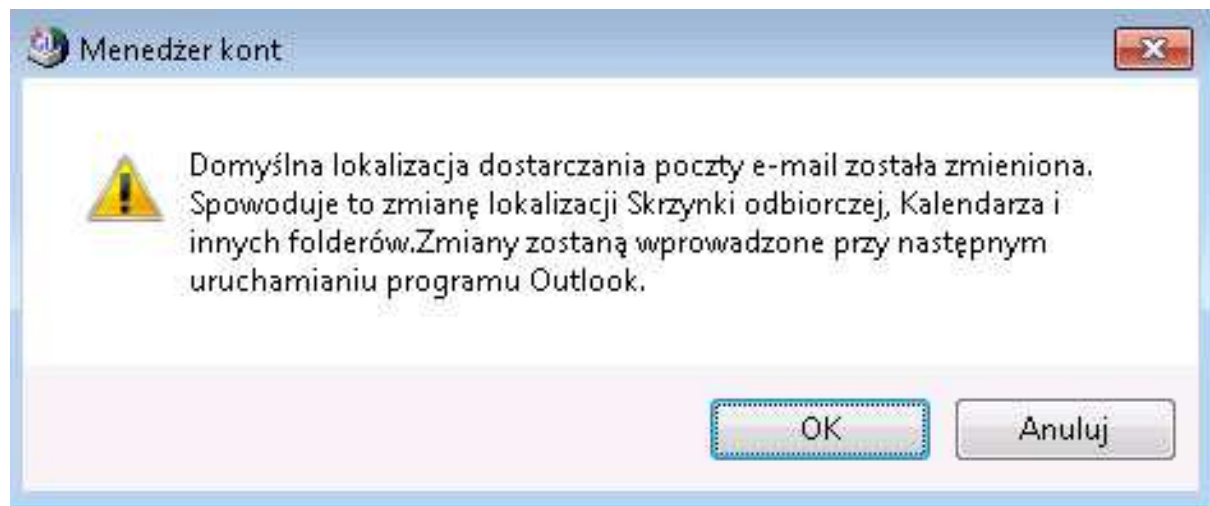 Menedżer kont
Domyślna lokalizacja dostarczania poczty e-mail została zmieniona.
Spowoduje to zmianę lokalizacji Skrzynki odbiorczej, Kalendarza i
innych folderów.Zmiany zostaną wprowadzone przy następnym
uruchamianiu programu Outlook.
OK
Anuluj